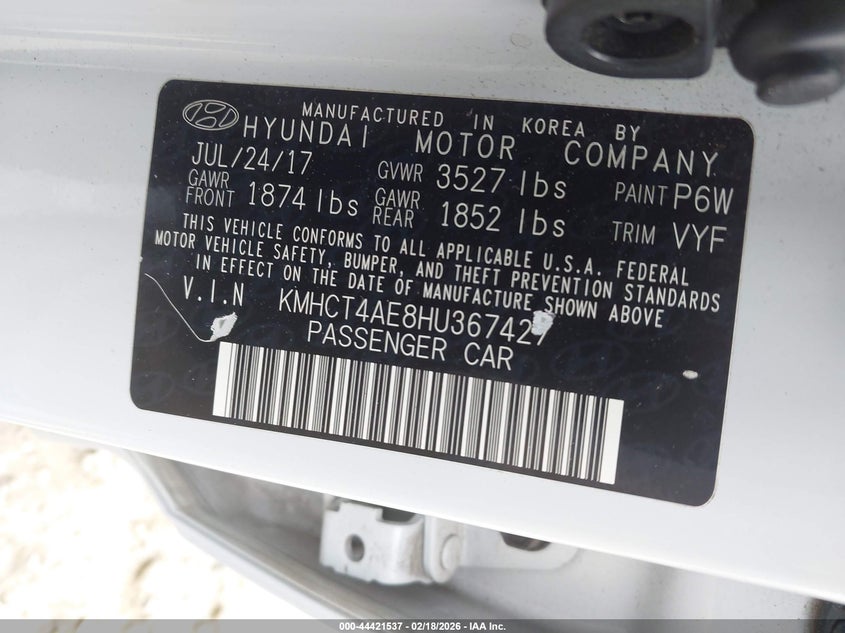 MANUFACTURED IN KOREA BY
HYUNDAI MOTOR COMPANY
JUL/24/17 GVWR 3527 lbs PAINT P6W
GAWR FRONT 1874 lbs GAWR REAR 1852 lbs TRIM VYF
THIS VEHICLE CONFORMS TO ALL APPLICABLE U.S.A. FEDERAL
MOTOR VEHICLE SAFETY, BUMPER, AND THEFT PREVENTION STANDARDS
IN EFFECT ON THE DATE OF MANUFACTURE SHOWN ABOVE
V.I.N KMHCT4AE8HU367427
PASSENGER CAR
000-44421537 - 02/18/2026 - IAA Inc.